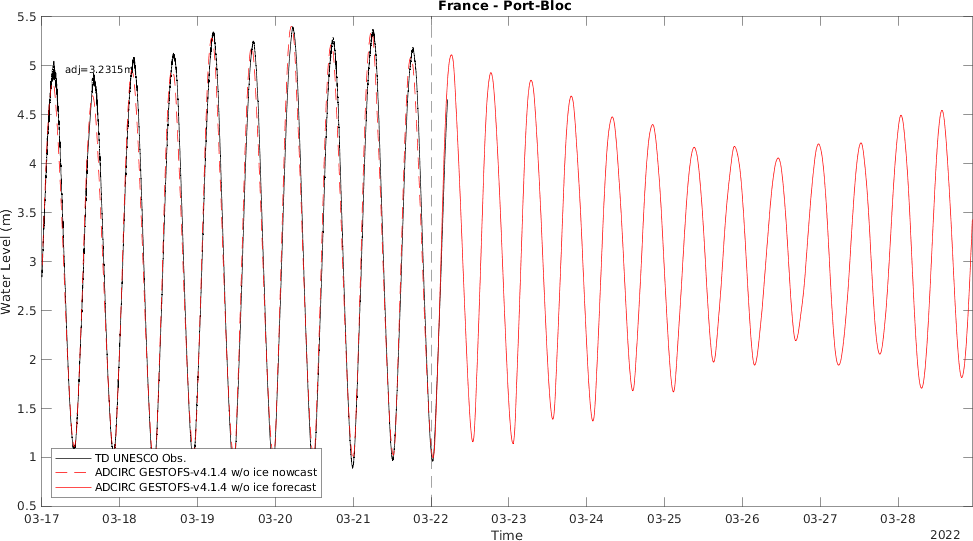 France - Port-Bloc
5.5
5
4.5
4
3.5
3
2.5
2
1.5
1
0.5
Water Level (m)
adj=3.2315m
TD UNESCO Obs.
ADCIRC GESTOFS-v4.1.4 w/o ice nowcast
ADCIRC GESTOFS-v4.1.4 w/o ice forecast
03-17 03-18 03-19 03-20 03-21 03-22 03-23 03-24 03-25 03-26 03-27 03-28
Time
2022